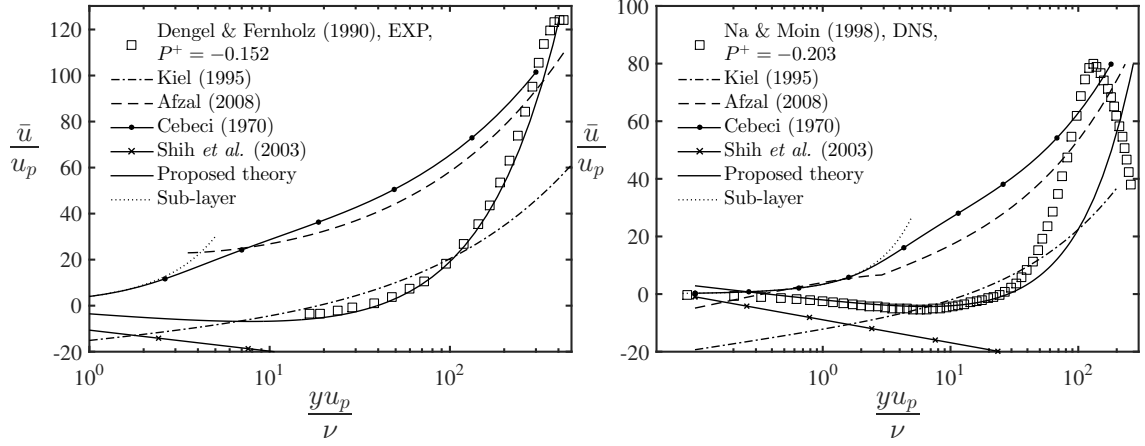 120
100
80
60
40
20
0
-20
ū
u_p
Dengel & Fernholz (1990), EXP,
P⁺ = −0.152
Kiel (1995)
Afzal (2008)
Cebeci (1970)
Shih et al. (2003)
Proposed theory
Sub-layer
10⁰
10¹
10²
yu_p
ν
100
80
60
40
20
0
-20
ū
u_p
Na & Moin (1998), DNS,
P⁺ = −0.203
Kiel (1995)
Afzal (2008)
Cebeci (1970)
Shih et al. (2003)
Proposed theory
Sub-layer
10⁰
10¹
10²
yu_p
ν